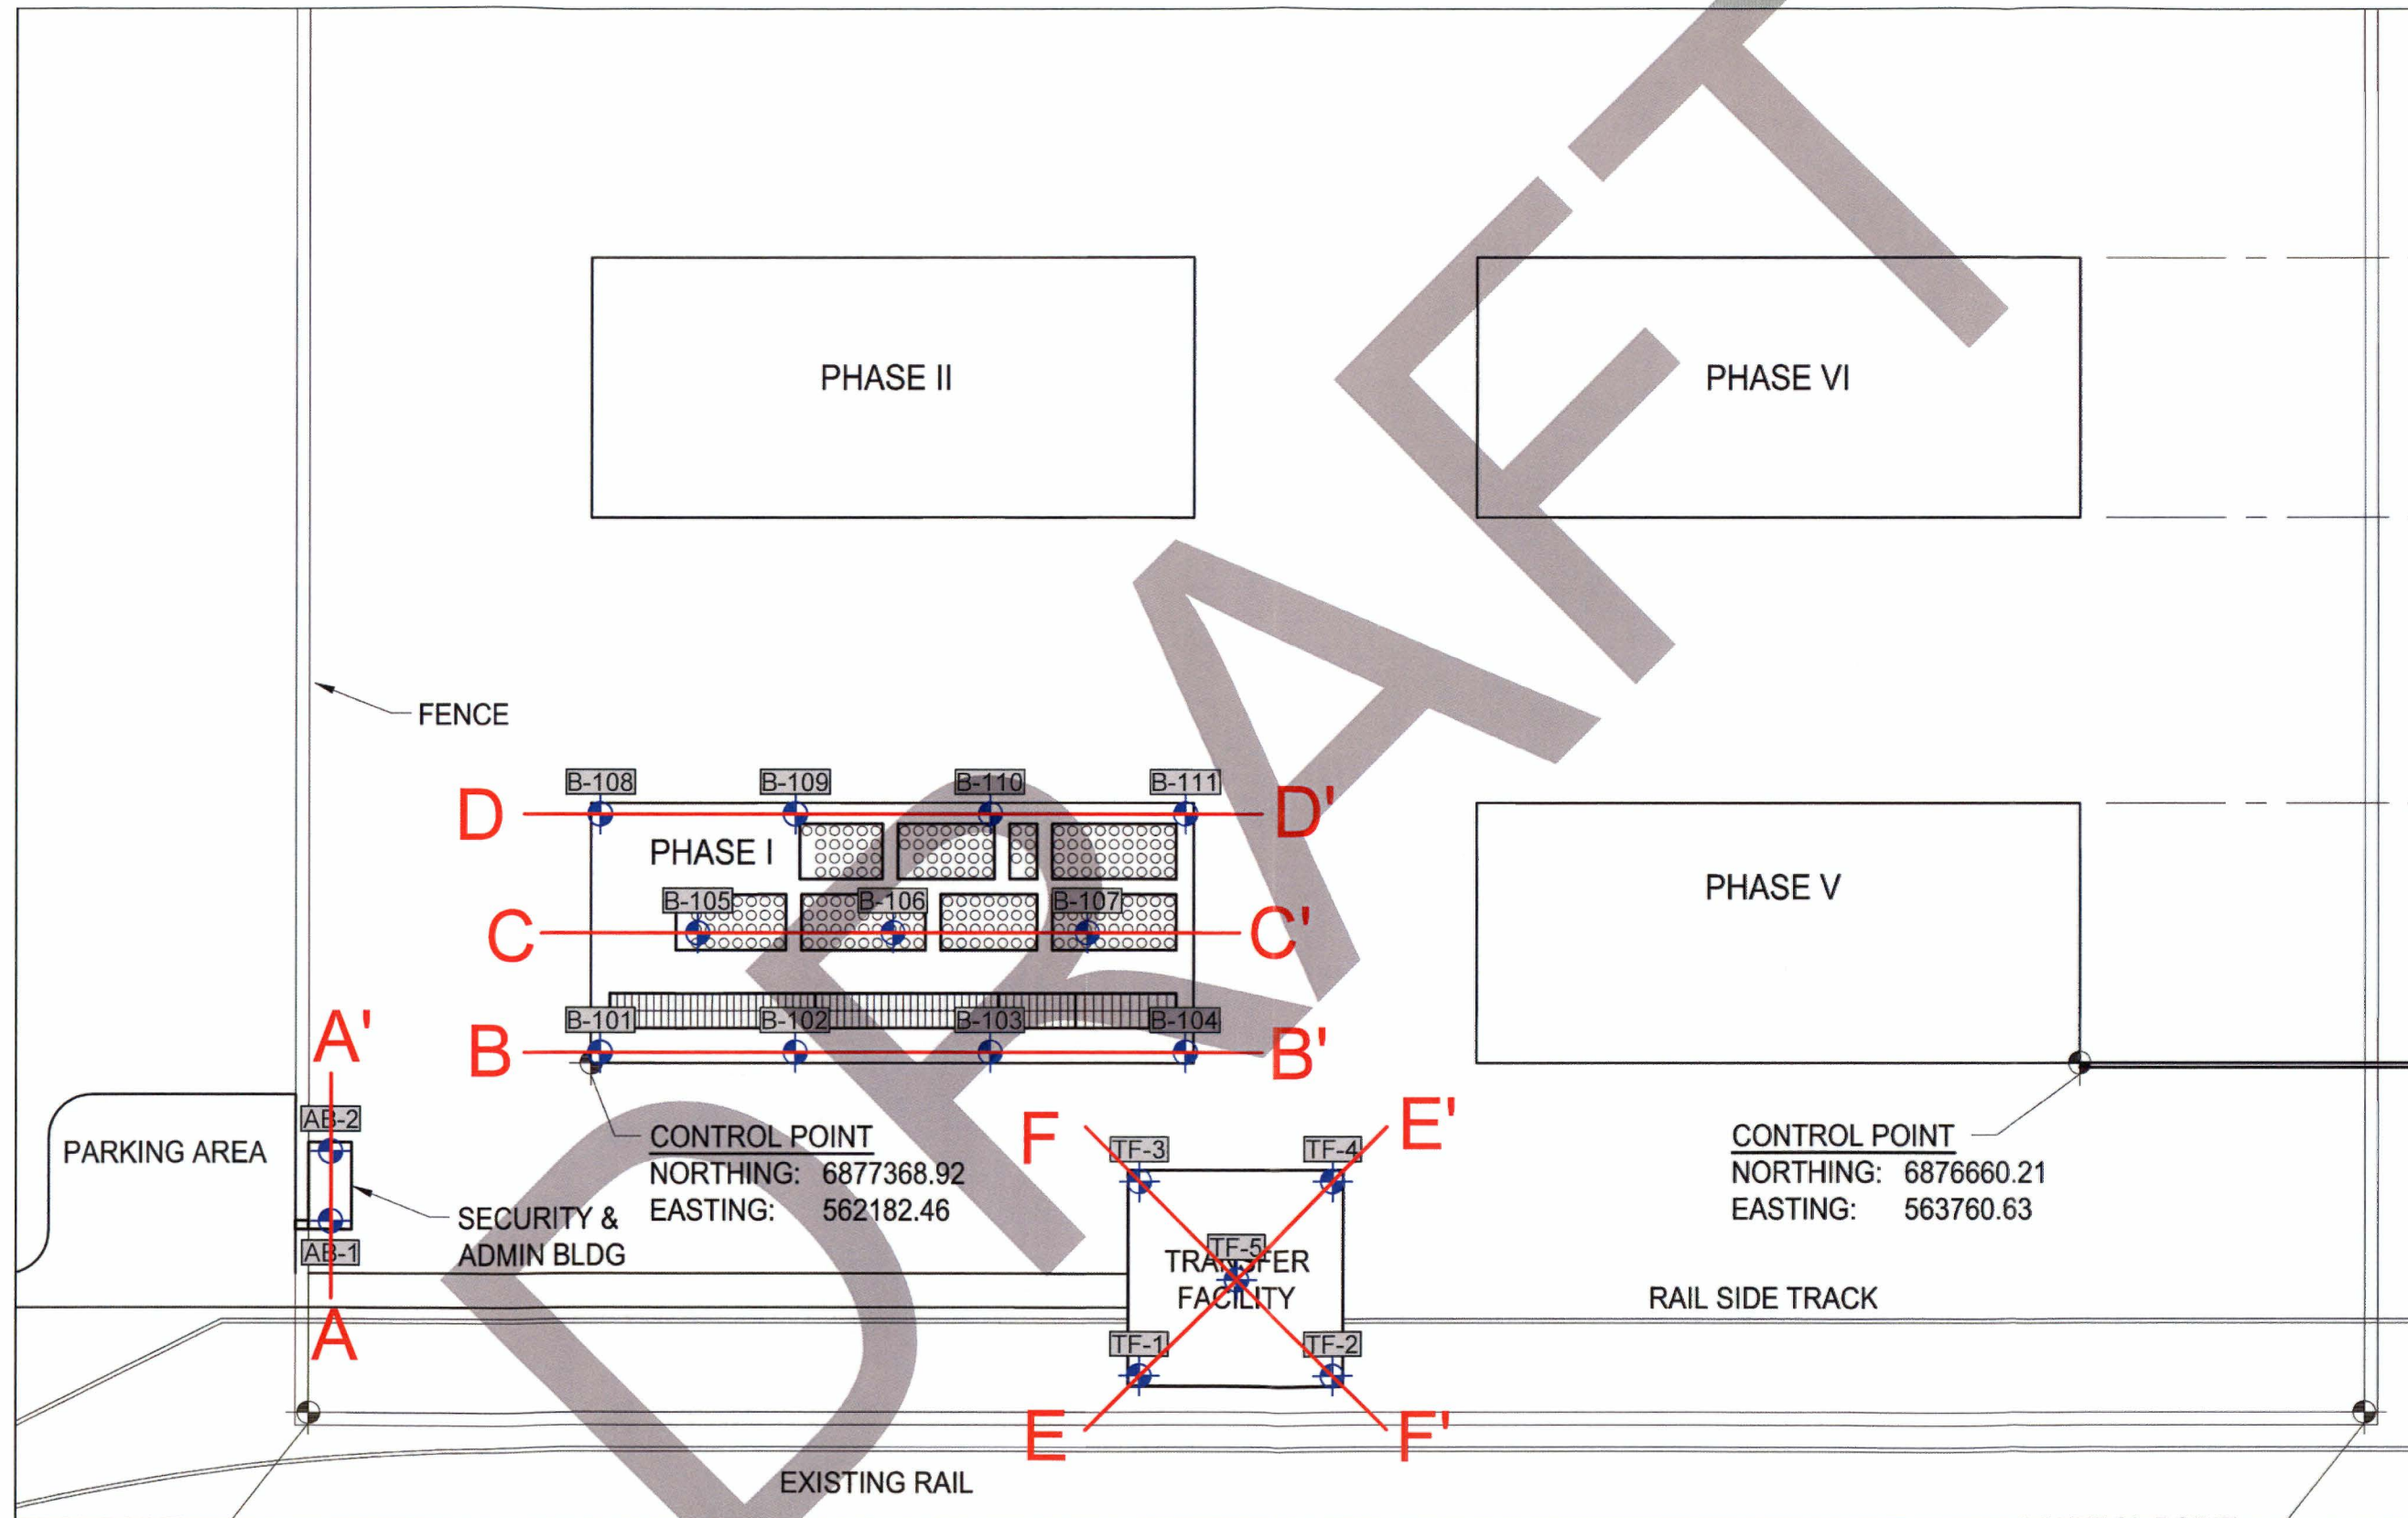 PHASE II
PHASE VI
FENCE
B-108
B-109
B-110
B-111
D
D'
PHASE I
B-105
B-106
B-107
PHASE V
C
C'
B-101
B-102
B-103
B-104
B
B'
A'
AB-2
PARKING AREA
CONTROL POINT
NORTHING: 6877368.92
EASTING: 562182.46
F
E'
TF-3
TF-4
CONTROL POINT
NORTHING: 6876660.21
EASTING: 563760.63
SECURITY &
ADMIN BLDG
AB-1
A
TF-5
TRANSFER
FACILITY
RAIL SIDE TRACK
TF-1
TF-2
E
F'
EXISTING RAIL
DRAFT